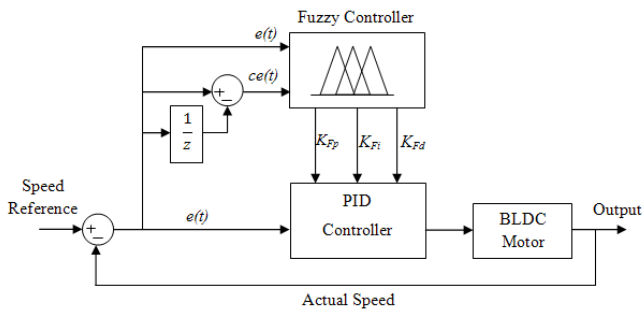 Fuzzy Controller
e(t)
ce(t)
+
−
1
z
K_Fp
K_Fi
K_Fd
Speed
Reference
+
−
e(t)
PID
Controller
BLDC
Motor
Output
Actual Speed